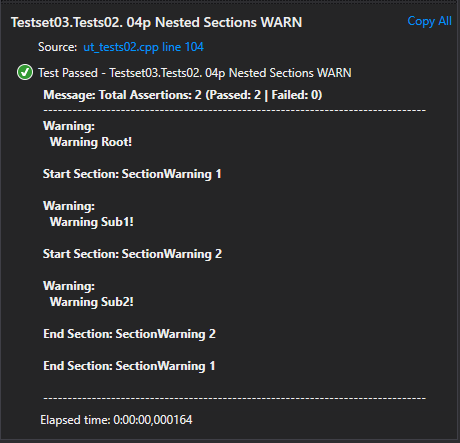 Testset03.Tests02. 04p Nested Sections WARN
Copy All
Source: ut_tests02.cpp line 104
Test Passed - Testset03.Tests02. 04p Nested Sections WARN
Message: Total Assertions: 2 (Passed: 2 | Failed: 0)
--------------------------------------------------------------------------------
Warning:
Warning Root!
Start Section: SectionWarning 1
Warning:
Warning Sub1!
Start Section: SectionWarning 2
Warning:
Warning Sub2!
End Section: SectionWarning 2
End Section: SectionWarning 1
--------------------------------------------------------------------------------
Elapsed time: 0:00:00,000164